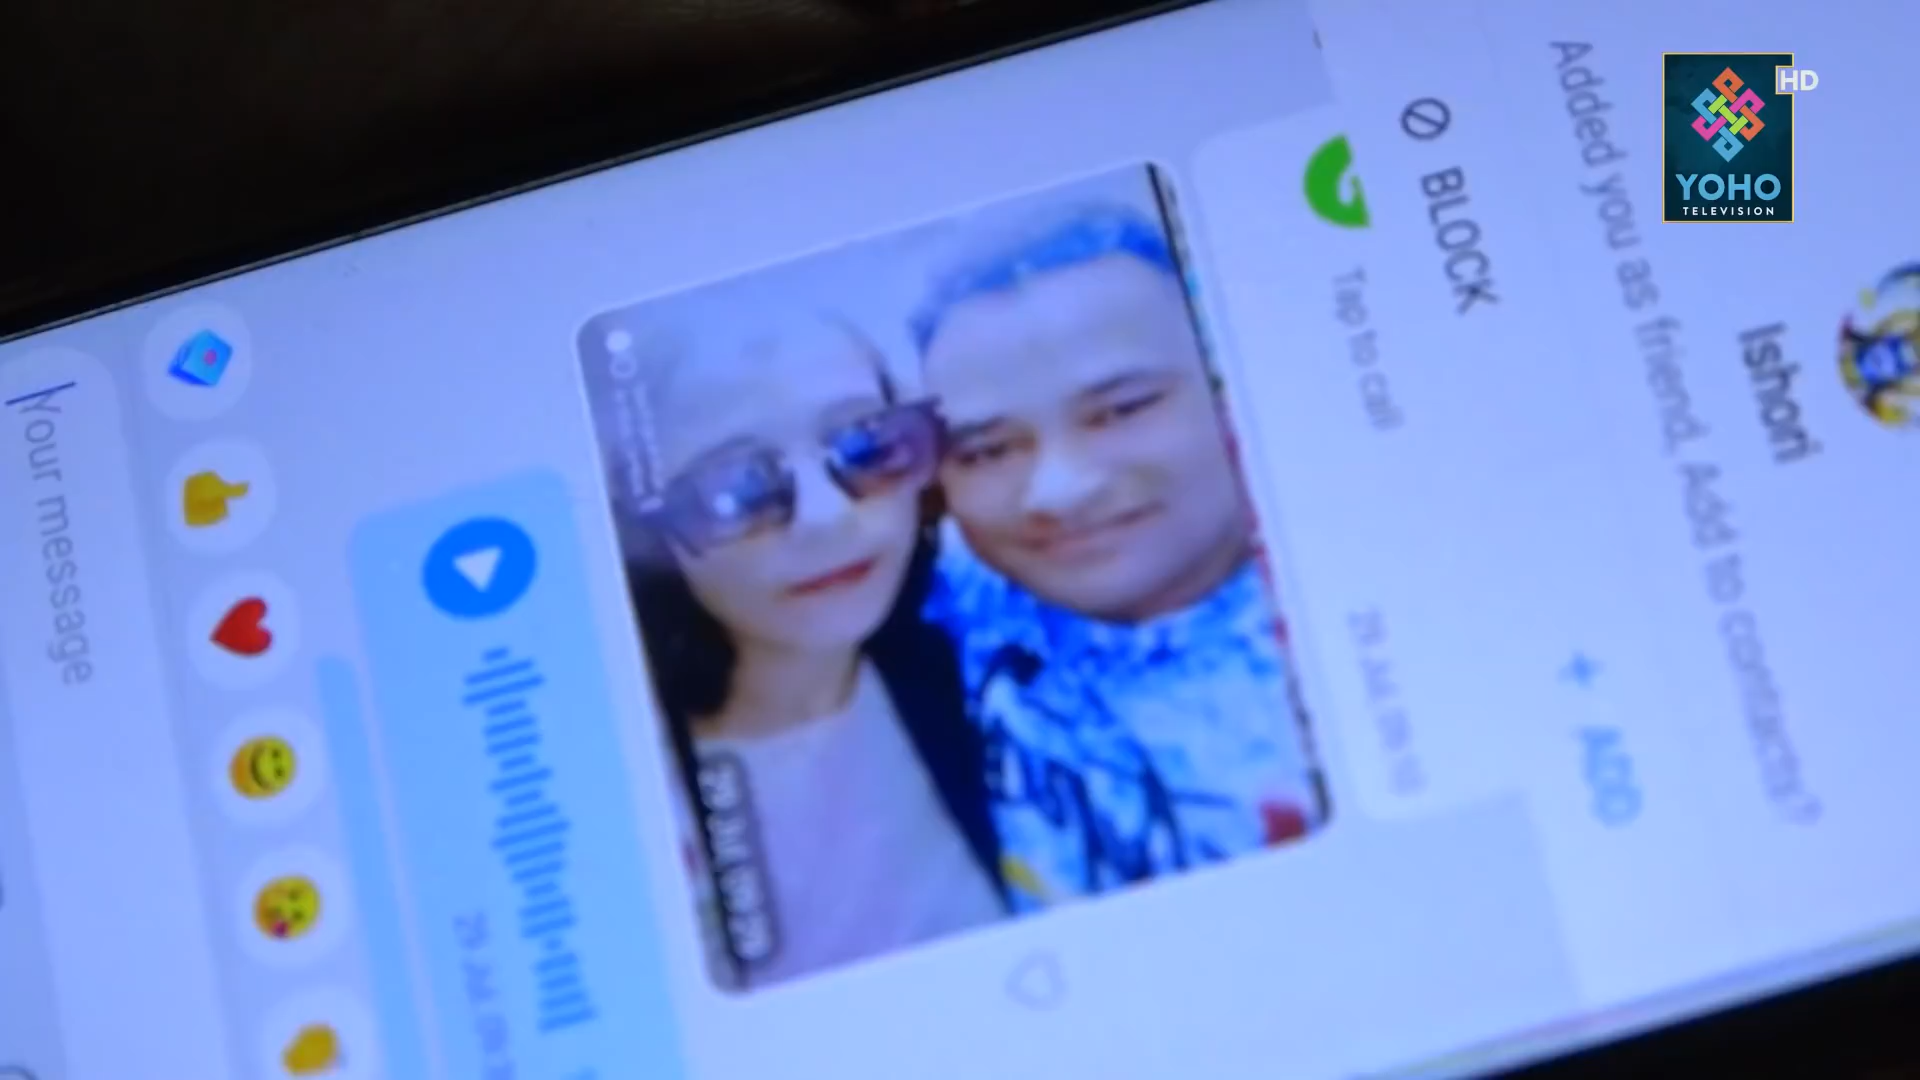 HD
YOHO
TELEVISION
Ishori
Added you as friend. Add to contacts?
BLOCK
+ ADD
Tap to call
Your message